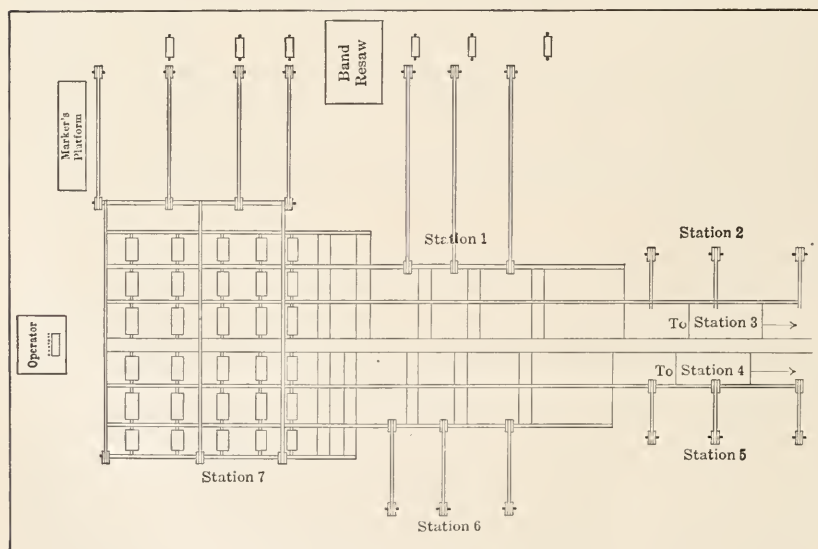 Band
Resaw
Marker's
Platform
Station 1
Station 2
To Station 3
Operator
To Station 4
Station 5
Station 7
Station 6